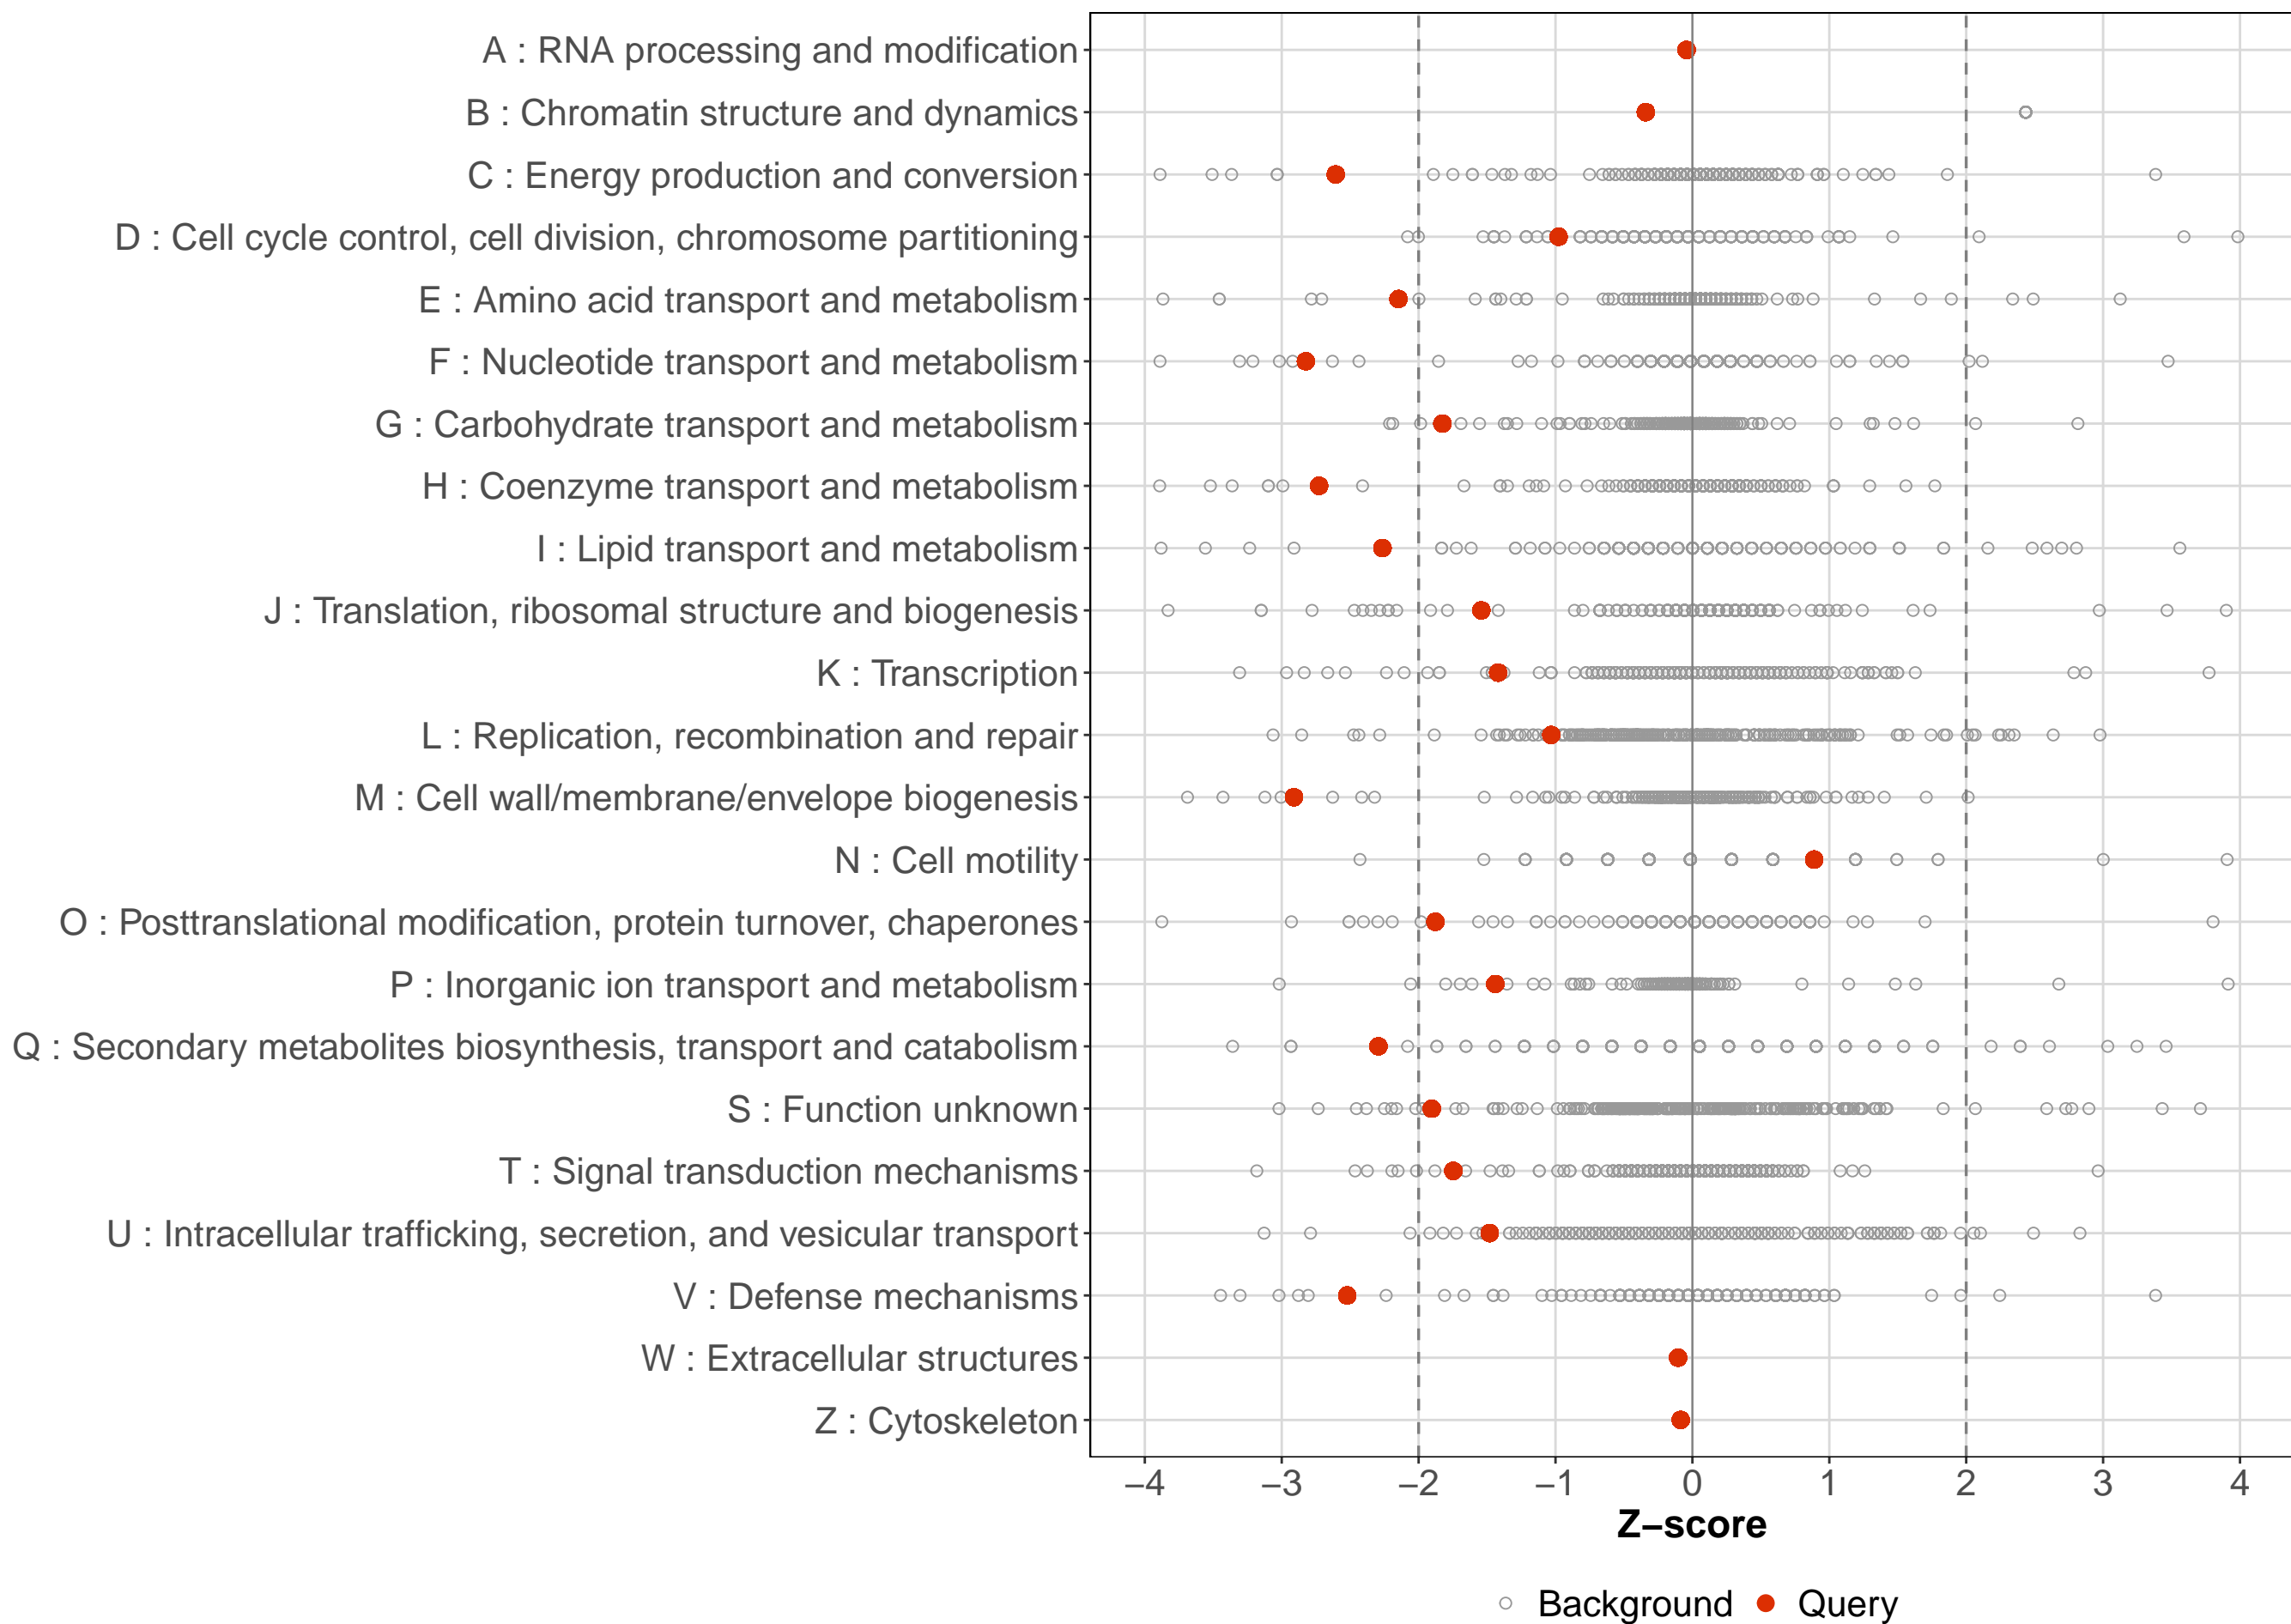 A : RNA processing and modification
B : Chromatin structure and dynamics
C : Energy production and conversion
D : Cell cycle control, cell division, chromosome partitioning
E : Amino acid transport and metabolism
F : Nucleotide transport and metabolism
G : Carbohydrate transport and metabolism
H : Coenzyme transport and metabolism
I : Lipid transport and metabolism
J : Translation, ribosomal structure and biogenesis
K : Transcription
L : Replication, recombination and repair
M : Cell wall/membrane/envelope biogenesis
N : Cell motility
O : Posttranslational modification, protein turnover, chaperones
P : Inorganic ion transport and metabolism
Q : Secondary metabolites biosynthesis, transport and catabolism
S : Function unknown
T : Signal transduction mechanisms
U : Intracellular trafficking, secretion, and vesicular transport
V : Defense mechanisms
W : Extracellular structures
Z : Cytoskeleton
−4 −3 −2 −1 0 1 2 3 4
Z−score
Background Query